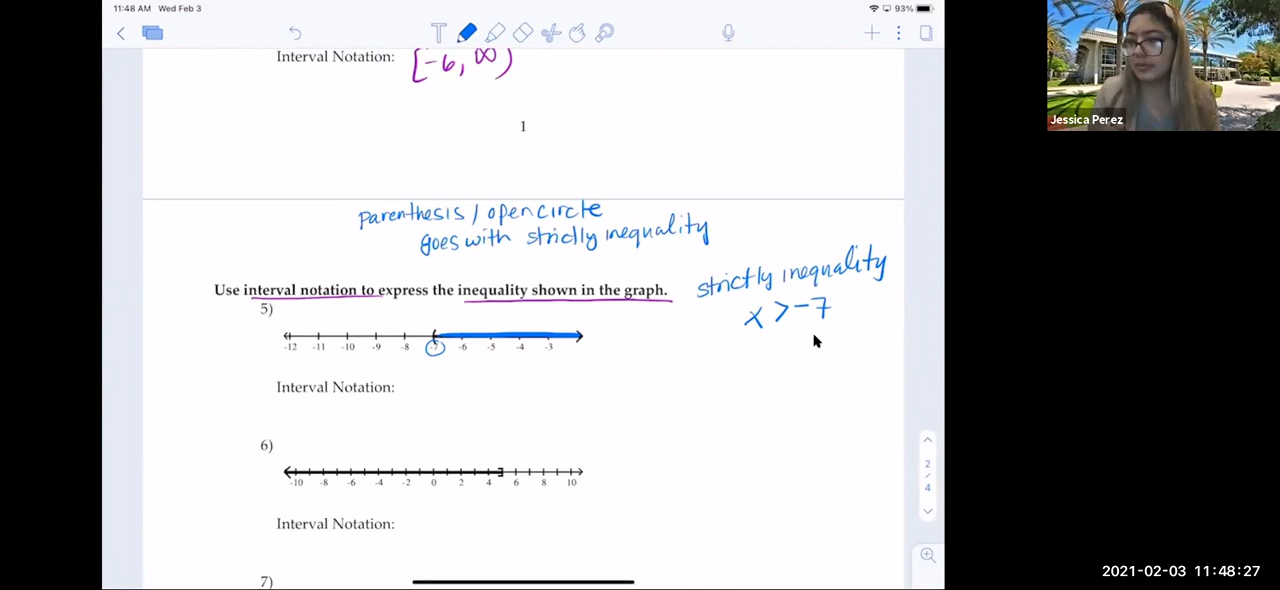 11:48 AM Wed Feb 3
93%
Interval Notation: [-6, ∞)
1
parenthesis / open circle
goes with strictly inequality
strictly inequality
x > -7
Use interval notation to express the inequality shown in the graph.
5)
-12 -11 -10 -9 -8 -7 -6 -5 -4 -3
Interval Notation:
6)
-10 -8 -6 -4 -2 0 2 4 6 8 10
Interval Notation:
7)
2
/
4
Jessica Perez
2021-02-03 11:48:27